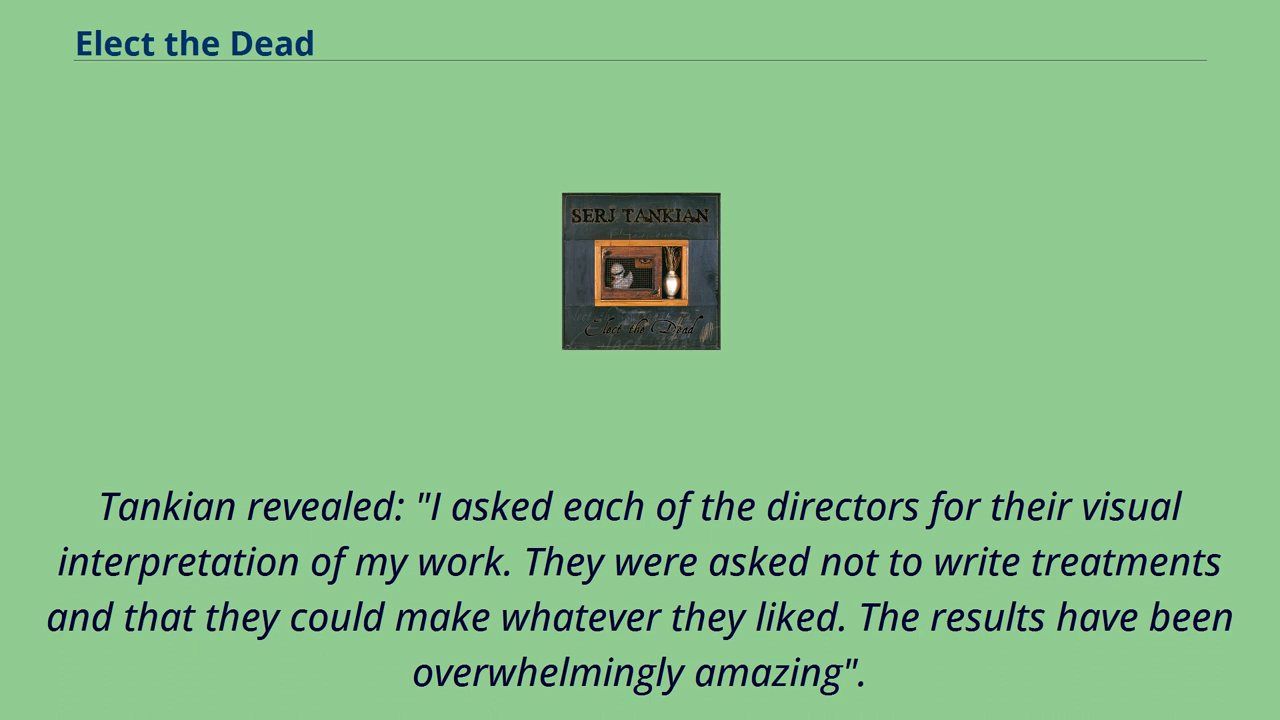 Elect the Dead
SERJ TANKIAN
Elect the Dead
Tankian revealed: "I asked each of the directors for their visual
interpretation of my work. They were asked not to write treatments
and that they could make whatever they liked. The results have been
overwhelmingly amazing".